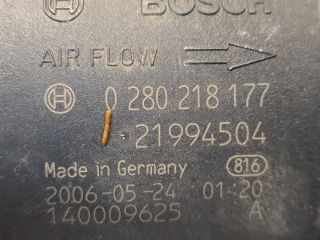 BOSCH
AIR FLOW
0 280 218 177
21994504
Made in Germany 816
2006-05-24 01:20
140009625 A